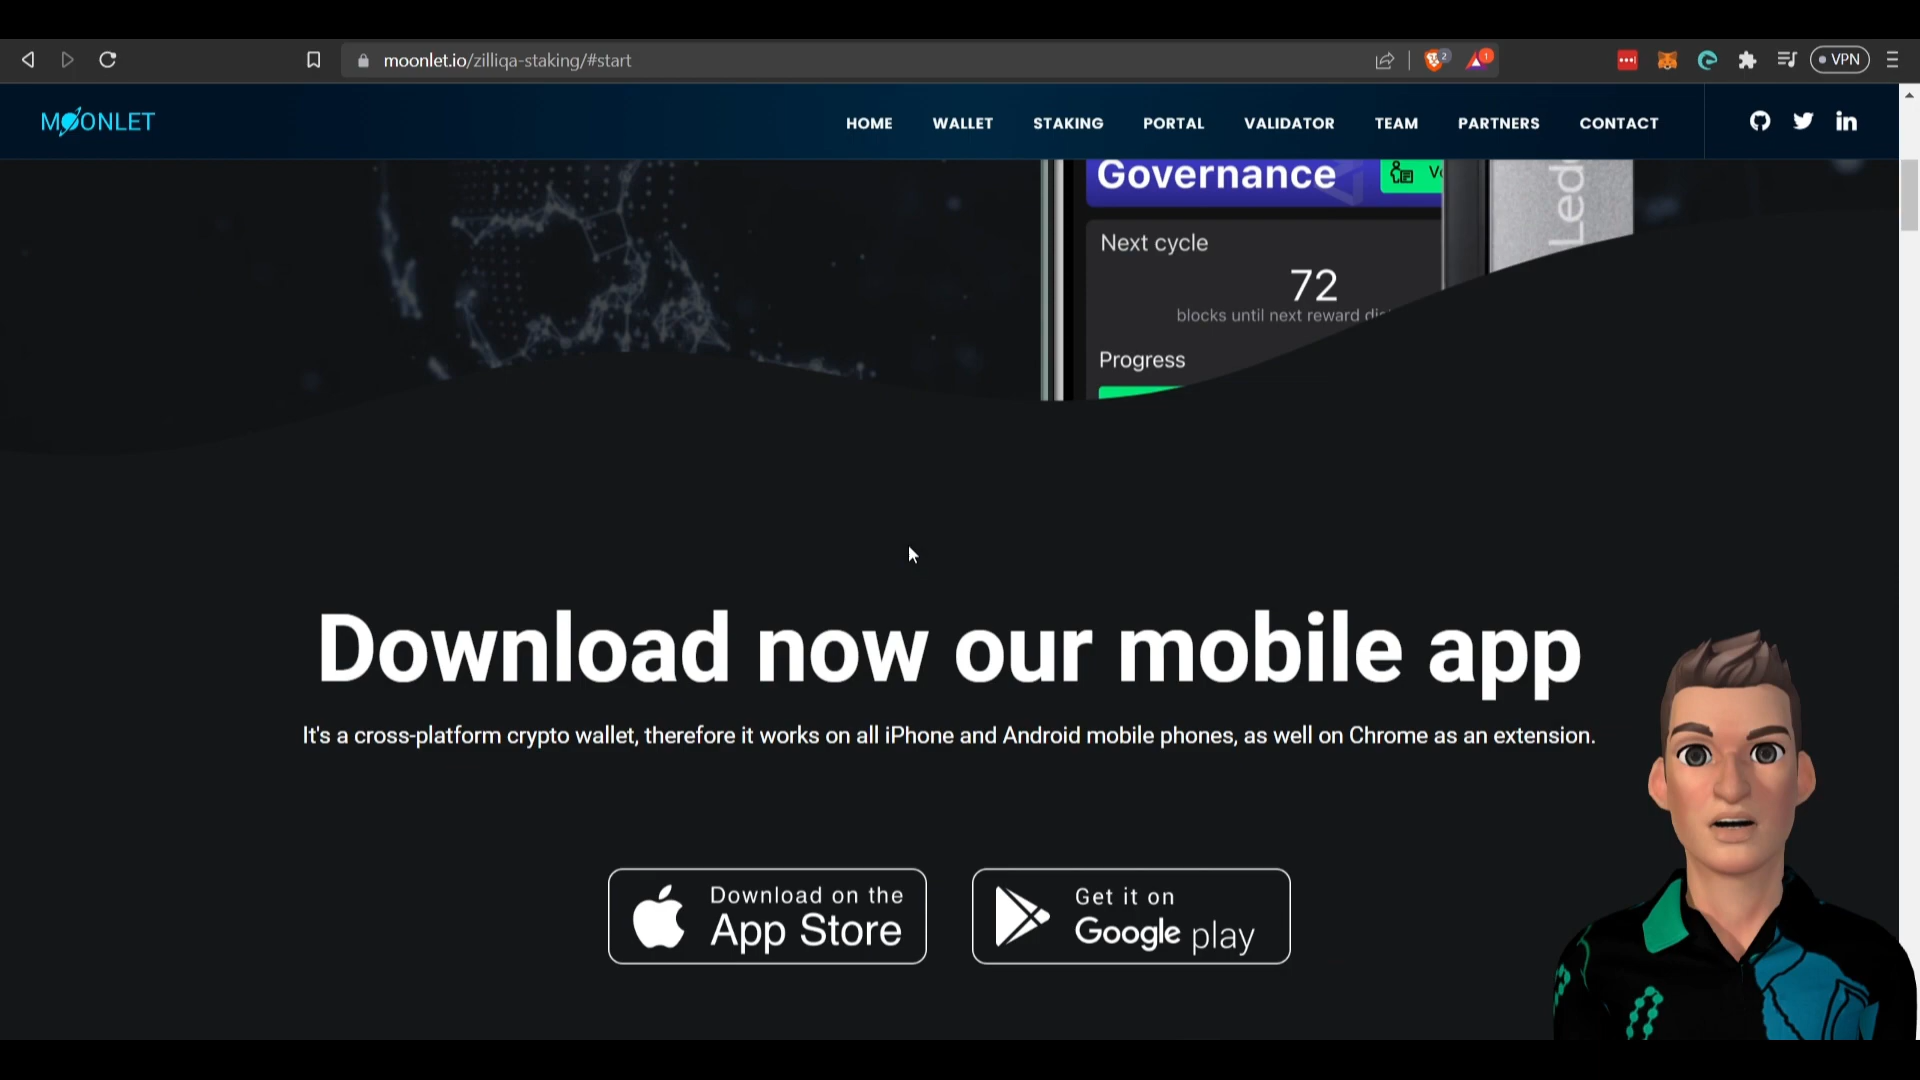 moonlet.io/zilliqa-staking/#start
2
1
VPN
MOONLET
HOME WALLET STAKING PORTAL VALIDATOR TEAM PARTNERS CONTACT
Governance
Next cycle
72
blocks until next reward
Progress
Download now our mobile app
It's a cross-platform crypto wallet, therefore it works on all iPhone and Android mobile phones, as well on Chrome as an extension.
Download on the
App Store
Get it on
Google play